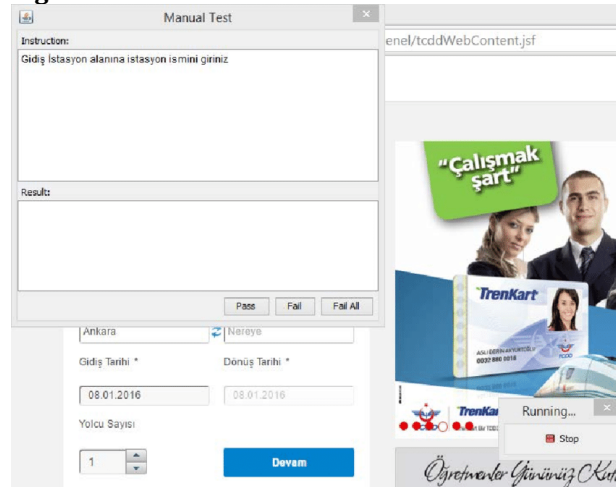 Manual Test
Instruction:
Gidiş İstasyon alanına istasyon ismini giriniz
Result:
Pass Fail Fail All
enel/tcddWebContent.jsf
"Çalışmak
şart"
TrenKart
Ankara Nereye
Gidiş Tarihi * Dönüş Tarihi *
08.01.2016 08.01.2016
Yolcu Sayısı
1 Devam
TrenKa
Running...
Stop
Öğretmenler Gününüz Kut